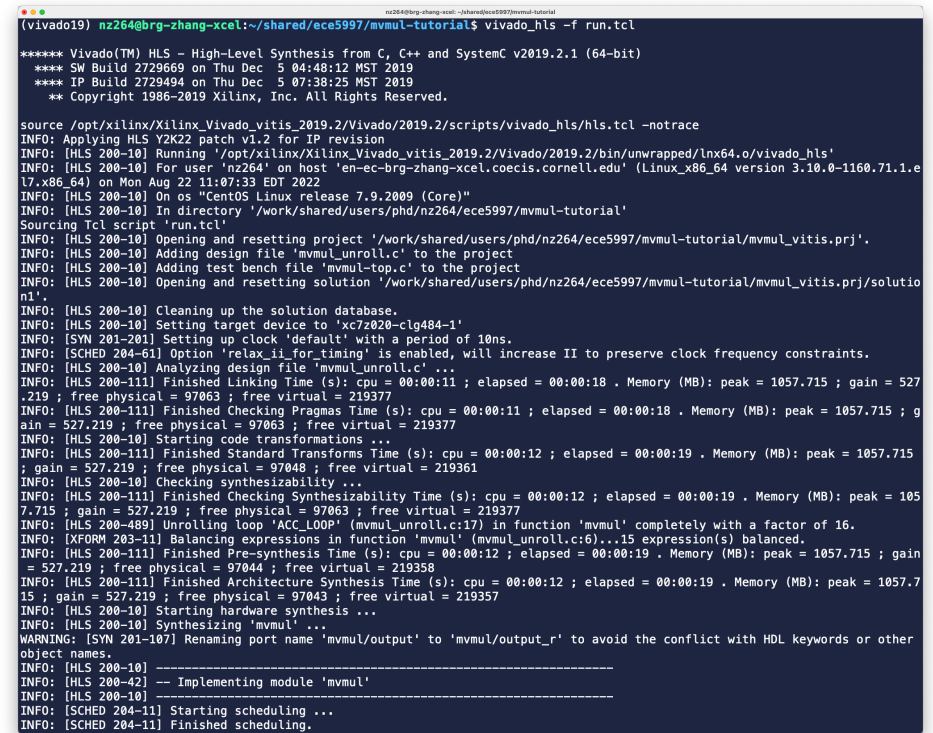 nz264@brg-zhang-xcel: ~/shared/ece5997/mvmul-tutorial
(vivado19) nz264@brg-zhang-xcel:~/shared/ece5997/mvmul-tutorial$ vivado_hls -f run.tcl
****** Vivado(TM) HLS - High-Level Synthesis from C, C++ and SystemC v2019.2.1 (64-bit)
**** SW Build 2729669 on Thu Dec  5 04:48:12 MST 2019
**** IP Build 2729494 on Thu Dec  5 07:38:25 MST 2019
** Copyright 1986-2019 Xilinx, Inc. All Rights Reserved.
source /opt/xilinx/Xilinx_Vivado_vitis_2019.2/Vivado/2019.2/scripts/vivado_hls/hls.tcl -notrace
INFO: Applying HLS Y2K22 patch v1.2 for IP revision
INFO: [HLS 200-10] Running '/opt/xilinx/Xilinx_Vivado_vitis_2019.2/Vivado/2019.2/bin/unwrapped/lnx64.o/vivado_hls'
INFO: [HLS 200-10] For user 'nz264' on host 'en-ec-brg-zhang-xcel.coecis.cornell.edu' (Linux_x86_64 version 3.10.0-1160.71.1.e
l7.x86_64) on Mon Aug 22 11:07:33 EDT 2022
INFO: [HLS 200-10] On os "CentOS Linux release 7.9.2009 (Core)"
INFO: [HLS 200-10] In directory '/work/shared/users/phd/nz264/ece5997/mvmul-tutorial'
Sourcing Tcl script 'run.tcl'
INFO: [HLS 200-10] Opening and resetting project '/work/shared/users/phd/nz264/ece5997/mvmul-tutorial/mvmul_vitis.prj'.
INFO: [HLS 200-10] Adding design file 'mvmul_unroll.c' to the project
INFO: [HLS 200-10] Adding test bench file 'mvmul-top.c' to the project
INFO: [HLS 200-10] Opening and resetting solution '/work/shared/users/phd/nz264/ece5997/mvmul-tutorial/mvmul_vitis.prj/solutio
n1'.
INFO: [HLS 200-10] Cleaning up the solution database.
INFO: [HLS 200-10] Setting target device to 'xc7z020-clg484-1'
INFO: [SYN 201-201] Setting up clock 'default' with a period of 10ns.
INFO: [SCHED 204-61] Option 'relax_ii_for_timing' is enabled, will increase II to preserve clock frequency constraints.
INFO: [HLS 200-10] Analyzing design file 'mvmul_unroll.c' ...
INFO: [HLS 200-111] Finished Linking Time (s): cpu = 00:00:11 ; elapsed = 00:00:18 . Memory (MB): peak = 1057.715 ; gain = 527
.219 ; free physical = 97063 ; free virtual = 219377
INFO: [HLS 200-111] Finished Checking Pragmas Time (s): cpu = 00:00:11 ; elapsed = 00:00:18 . Memory (MB): peak = 1057.715 ; g
ain = 527.219 ; free physical = 97063 ; free virtual = 219377
INFO: [HLS 200-10] Starting code transformations ...
INFO: [HLS 200-111] Finished Standard Transforms Time (s): cpu = 00:00:12 ; elapsed = 00:00:19 . Memory (MB): peak = 1057.715
; gain = 527.219 ; free physical = 97048 ; free virtual = 219361
INFO: [HLS 200-10] Checking synthesizability ...
INFO: [HLS 200-111] Finished Checking Synthesizability Time (s): cpu = 00:00:12 ; elapsed = 00:00:19 . Memory (MB): peak = 105
7.715 ; gain = 527.219 ; free physical = 97063 ; free virtual = 219377
INFO: [HLS 200-489] Unrolling loop 'ACC_LOOP' (mvmul_unroll.c:17) in function 'mvmul' completely with a factor of 16.
INFO: [XFORM 203-11] Balancing expressions in function 'mvmul' (mvmul_unroll.c:6)...15 expression(s) balanced.
INFO: [HLS 200-111] Finished Pre-synthesis Time (s): cpu = 00:00:12 ; elapsed = 00:00:19 . Memory (MB): peak = 1057.715 ; gain
= 527.219 ; free physical = 97044 ; free virtual = 219358
INFO: [HLS 200-111] Finished Architecture Synthesis Time (s): cpu = 00:00:12 ; elapsed = 00:00:19 . Memory (MB): peak = 1057.7
15 ; gain = 527.219 ; free physical = 97043 ; free virtual = 219357
INFO: [HLS 200-10] Starting hardware synthesis ...
INFO: [HLS 200-10] Synthesizing 'mvmul' ...
WARNING: [SYN 201-107] Renaming port name 'mvmul/output' to 'mvmul/output_r' to avoid the conflict with HDL keywords or other
object names.
INFO: [HLS 200-10] ----------------------------------------------------------------
INFO: [HLS 200-42] -- Implementing module 'mvmul'
INFO: [HLS 200-10] ----------------------------------------------------------------
INFO: [SCHED 204-11] Starting scheduling ...
INFO: [SCHED 204-11] Finished scheduling.